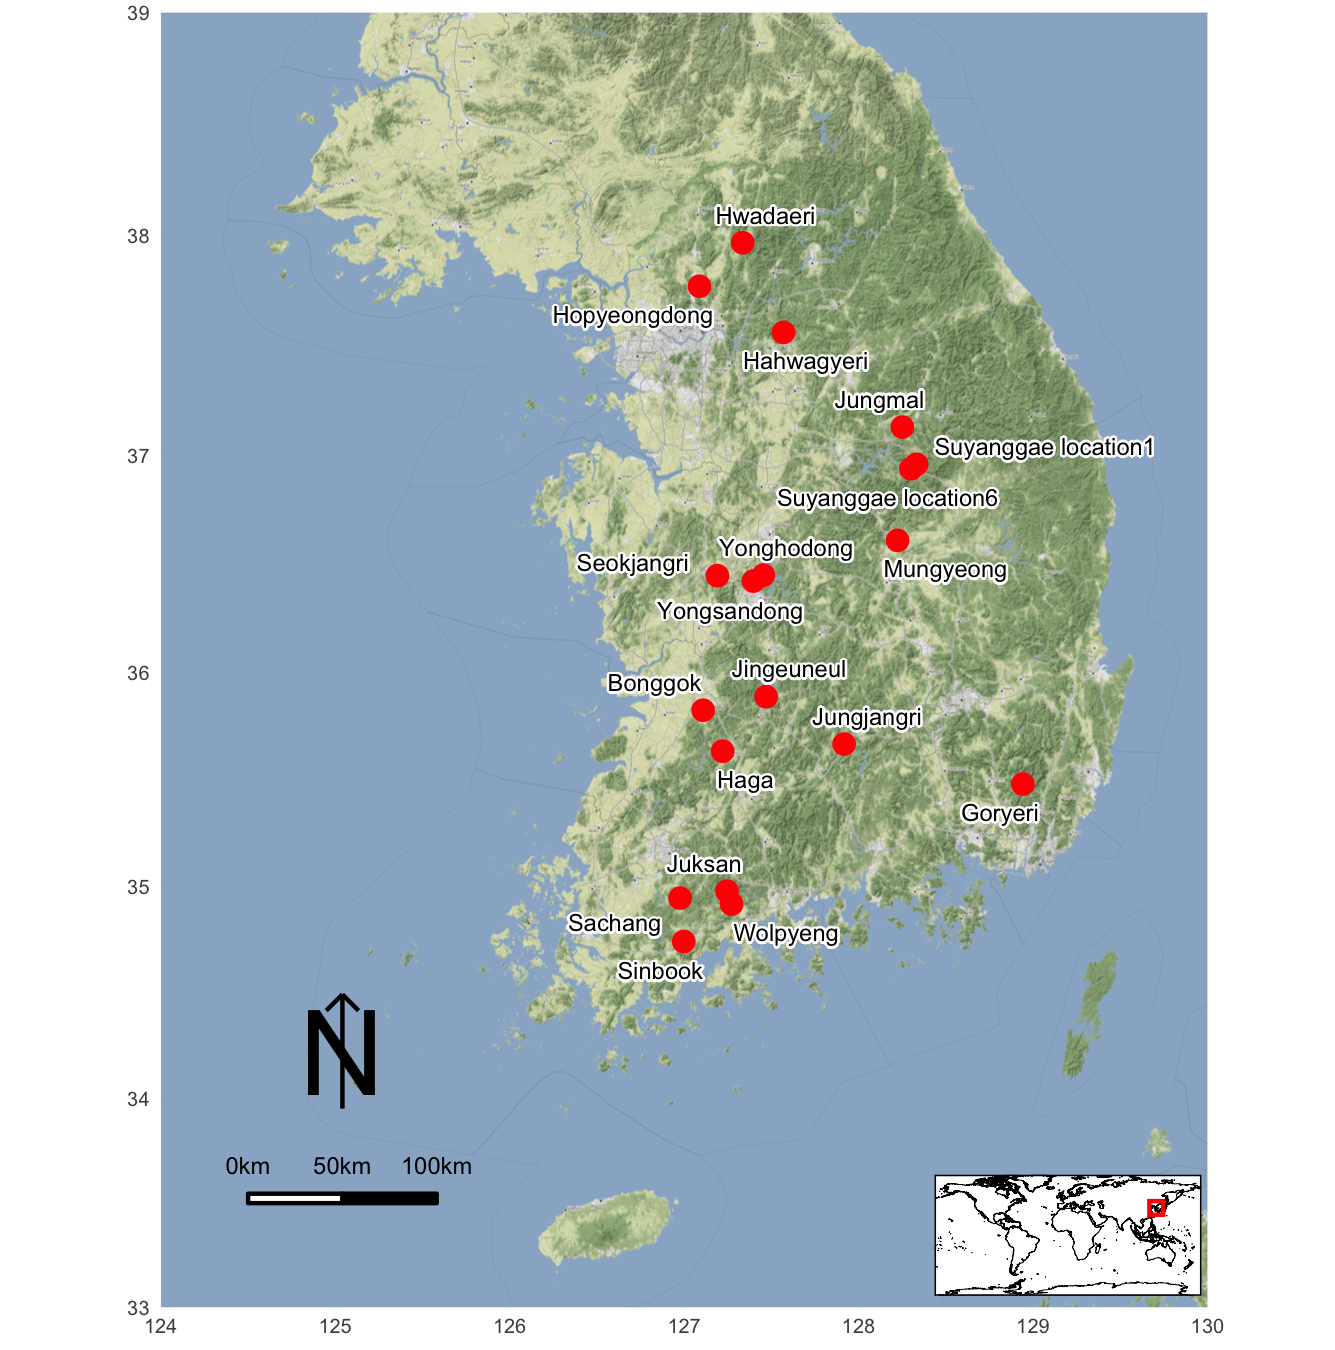 39
Hwadaeri
38
Hopyeongdong
Hahwagyeri
Jungmal
37
Suyanggae location1
Suyanggae location6
Yonghodong
Seokjangri
Mungyeong
Yongsandong
36
Jingeuneul
Bonggok
Jungjangri
Haga
Goryeri
35
Juksan
Sachang
Wolpyeng
Sinbook
N
34
0km 50km 100km
33
124 125 126 127 128 129 130